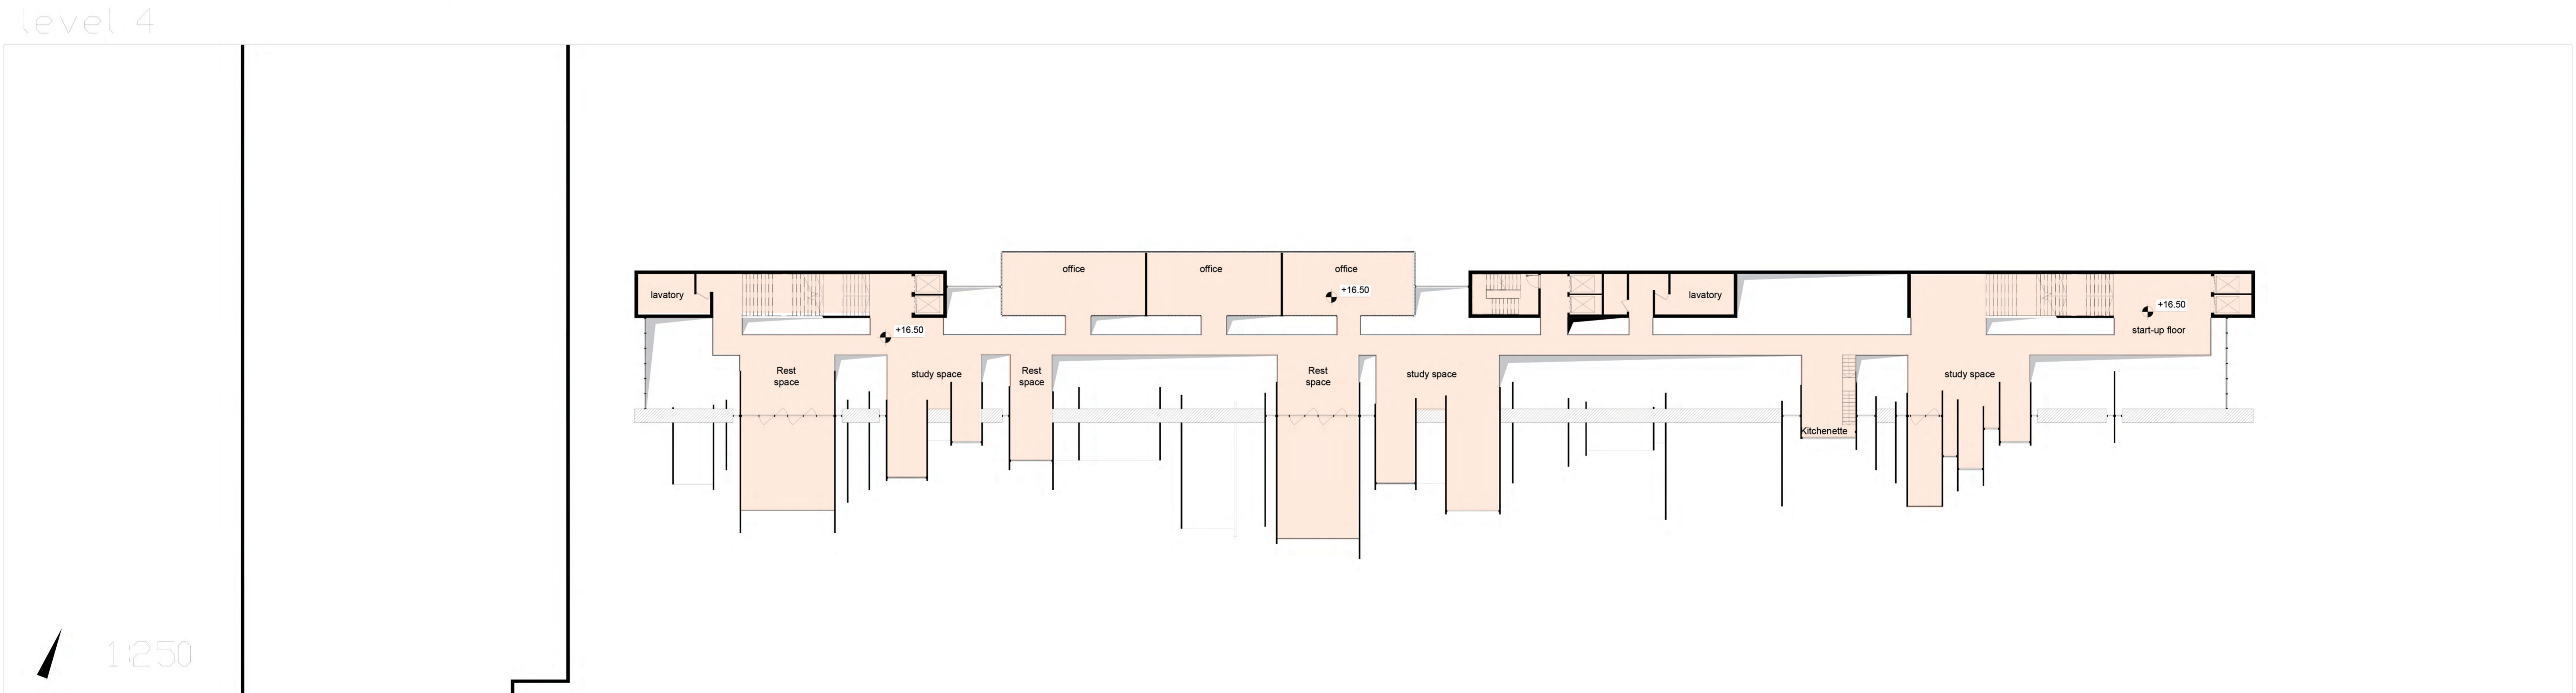 level 4
office
office
office
+16.50
lavatory
lavatory
+16.50
+16.50
start-up floor
Rest
space
study space
Rest
space
Rest
space
study space
study space
Kitchenette
1:250